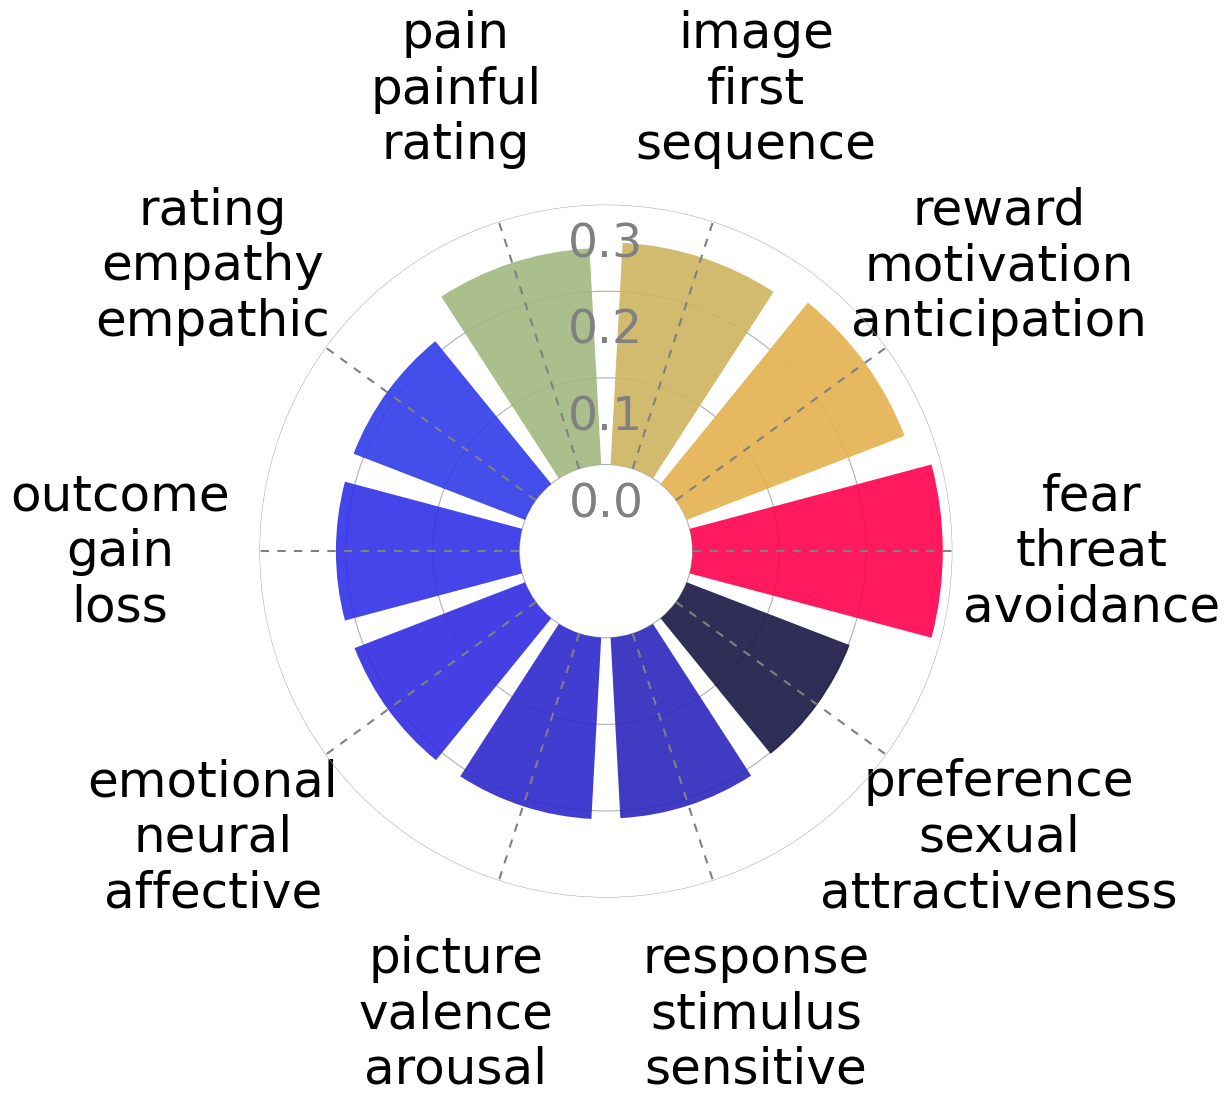 pain
painful
rating
image
first
sequence
rating
empathy
empathic
reward
motivation
anticipation
0.3
0.2
0.1
0.0
outcome
gain
loss
fear
threat
avoidance
emotional
neural
affective
preference
sexual
attractiveness
picture
valence
arousal
response
stimulus
sensitive